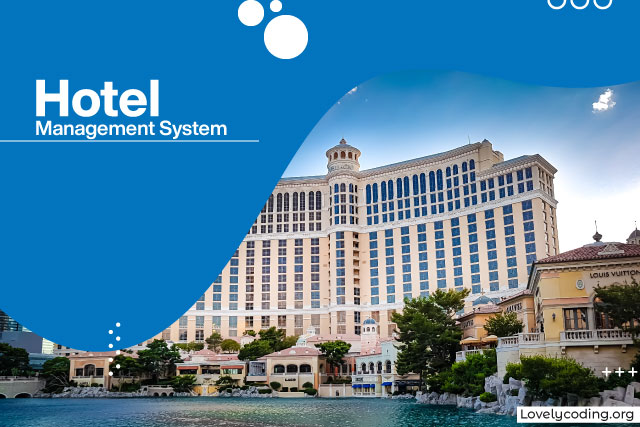 Hotel
Management System
LOUIS VUITTON
Lovelycoding.org